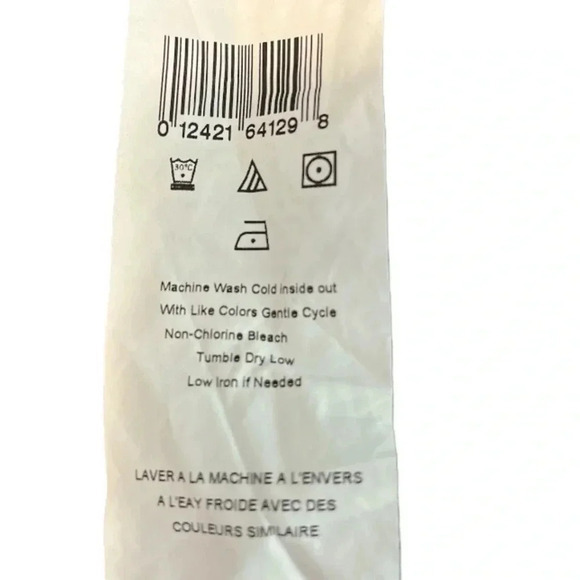 0 12421 64129 8
30°C
Machine Wash Cold inside out
With Like Colors Gentle Cycle
Non-Chlorine Bleach
Tumble Dry Low
Low Iron if Needed
LAVER A LA MACHINE A L'ENVERS
A L'EAY FROIDE AVEC DES
COULEURS SIMILAIRE